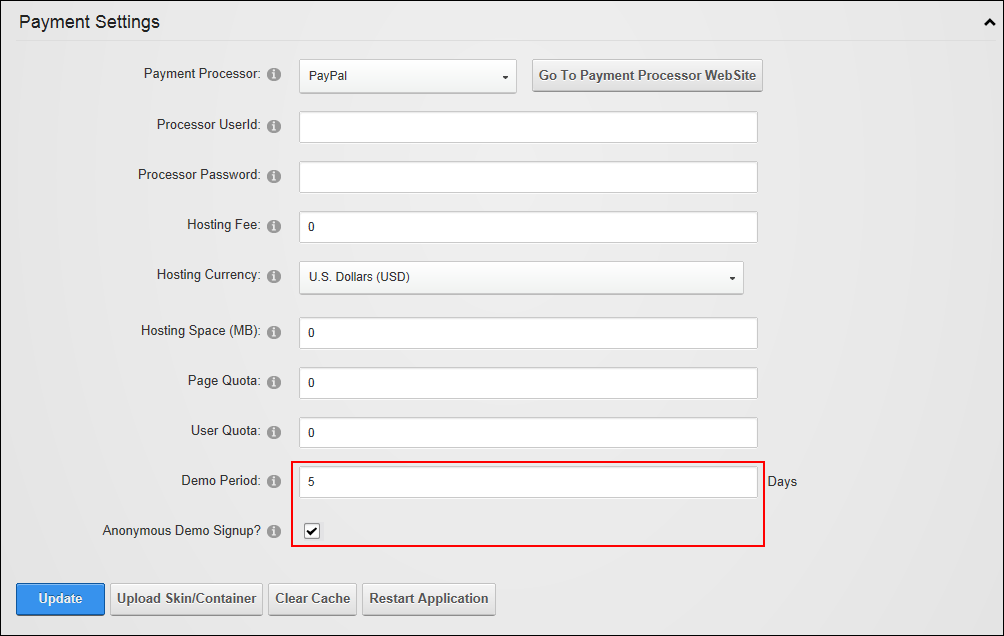 Payment Settings
Payment Processor: PayPal Go To Payment Processor WebSite
Processor UserId:
Processor Password:
Hosting Fee: 0
Hosting Currency: U.S. Dollars (USD)
Hosting Space (MB): 0
Page Quota: 0
User Quota: 0
Demo Period: 5 Days
Anonymous Demo Signup?
Update Upload Skin/Container Clear Cache Restart Application